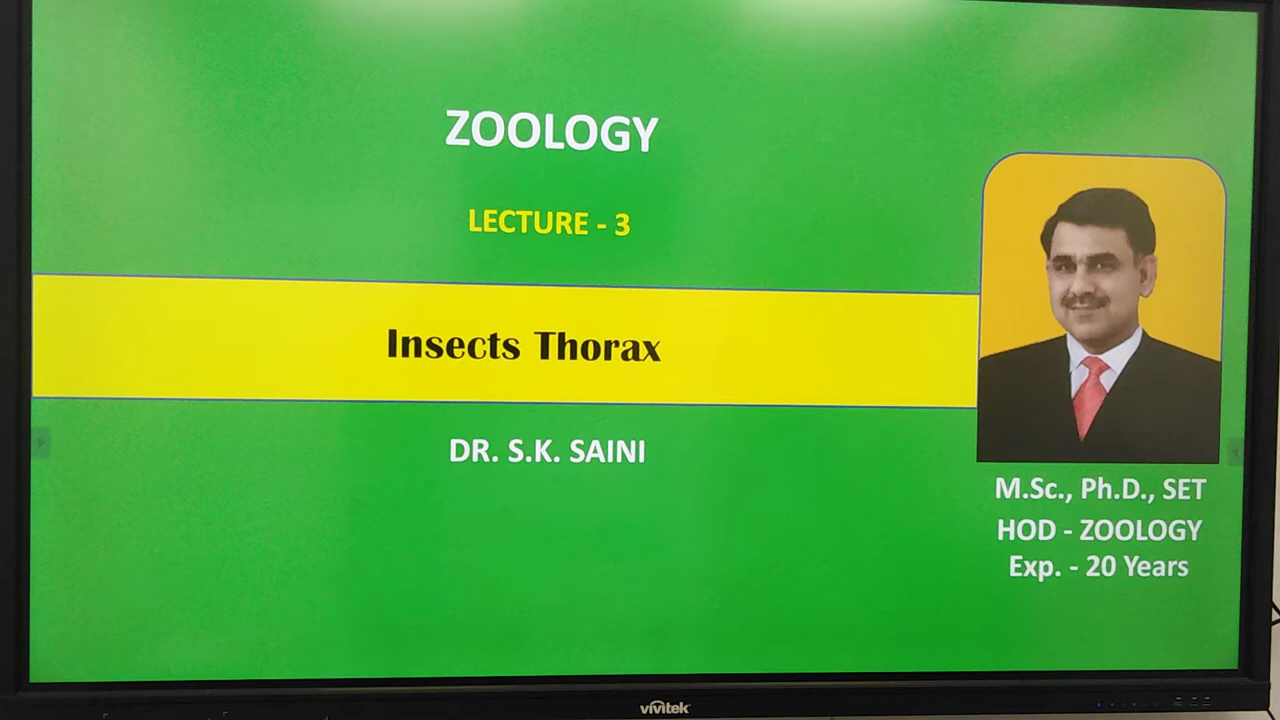 ZOOLOGY
LECTURE - 3
Insects Thorax
DR. S.K. SAINI
M.Sc., Ph.D., SET
HOD - ZOOLOGY
Exp. - 20 Years
vivitek